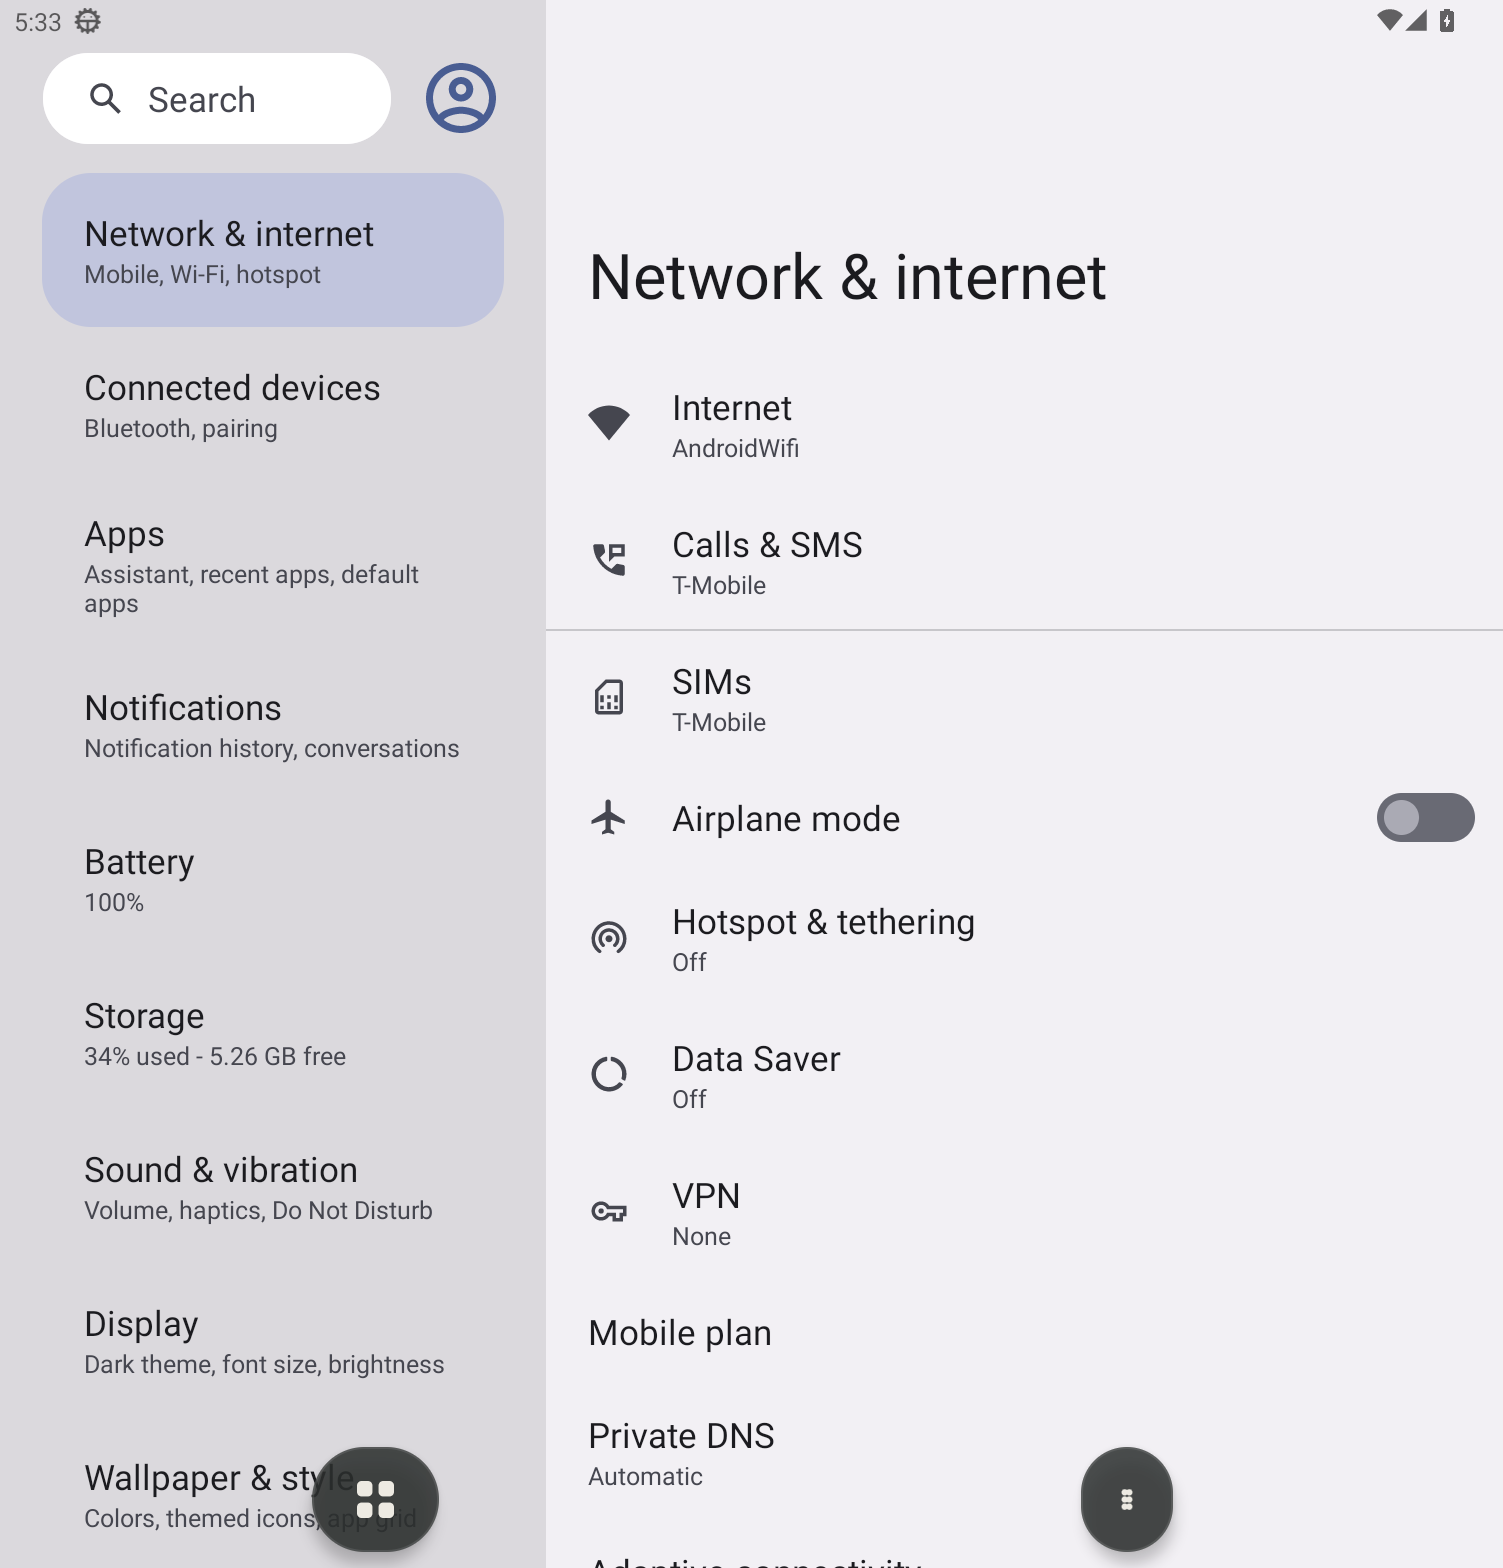 5:33
Search
Network & internet
Mobile, Wi-Fi, hotspot
Connected devices
Bluetooth, pairing
Apps
Assistant, recent apps, default
apps
Notifications
Notification history, conversations
Battery
100%
Storage
34% used - 5.26 GB free
Sound & vibration
Volume, haptics, Do Not Disturb
Display
Dark theme, font size, brightness
Wallpaper & style
Colors, themed icons, app grid
Network & internet
Internet
AndroidWifi
Calls & SMS
T-Mobile
SIMs
T-Mobile
Airplane mode
Hotspot & tethering
Off
Data Saver
Off
VPN
None
Mobile plan
Private DNS
Automatic
Adaptive connectivity